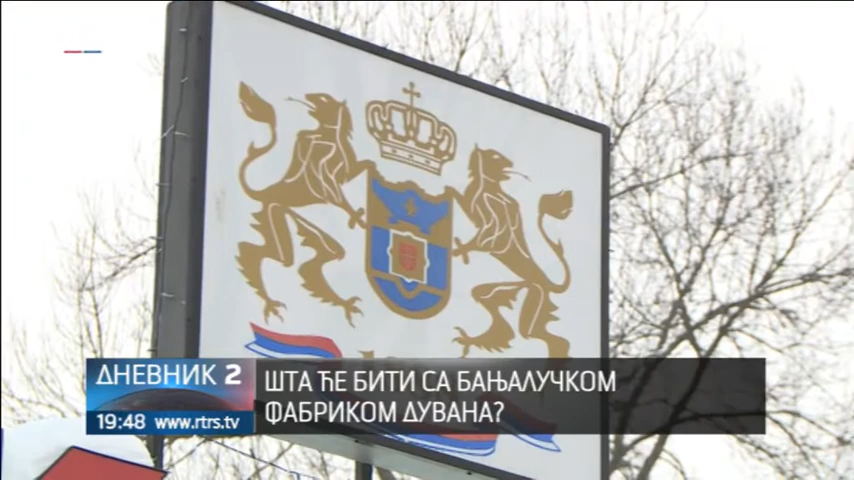 ДНЕВНИК 2
19:48 www.rtrs.tv
ШТА ЋЕ БИТИ СА БАЊАЛУЧКОМ
ФАБРИКОМ ДУВАНА?